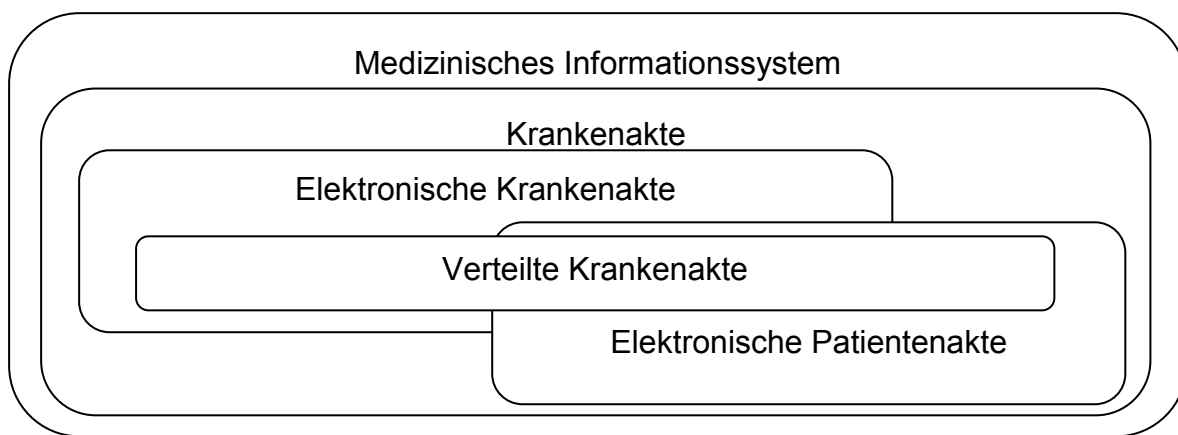 Medizinisches Informationssystem
Krankenakte
Elektronische Krankenakte
Verteilte Krankenakte
Elektronische Patientenakte